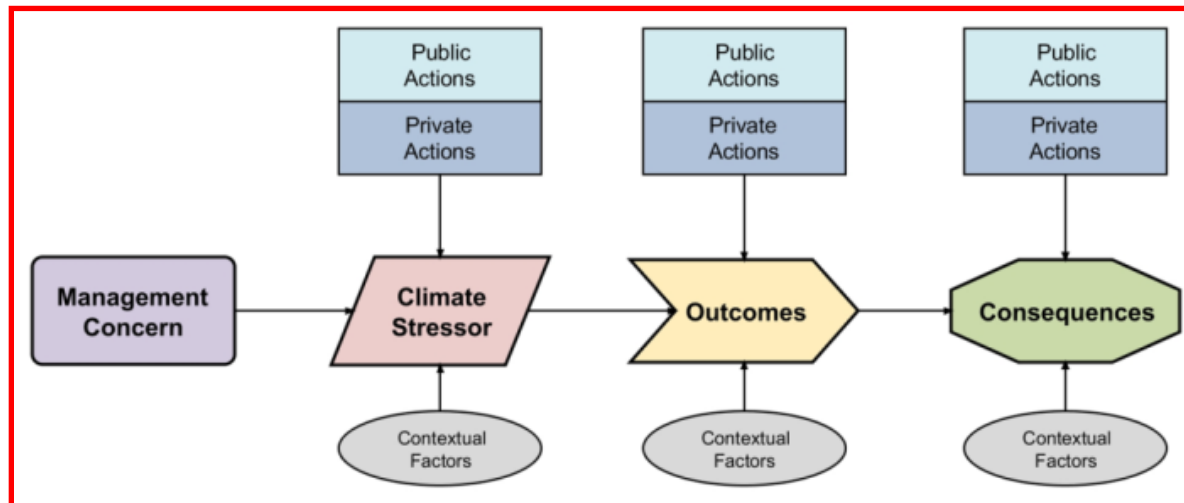 Public
Actions
Private
Actions
Public
Actions
Private
Actions
Public
Actions
Private
Actions
Management
Concern
Climate
Stressor
Outcomes
Consequences
Contextual
Factors
Contextual
Factors
Contextual
Factors